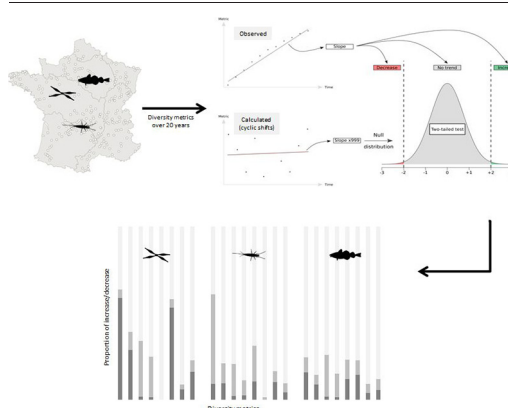 Metric
Observed
Slope
Time
Decrease
No trend
Diversity metrics
over 20 years
Metric
Calculated
(cyclic shifts)
Slope x999
Null
distribution
Two-tailed test
Time
-3
-2
-1
0
+1
+2
Proportion of increase/decrease
Diversity metrics